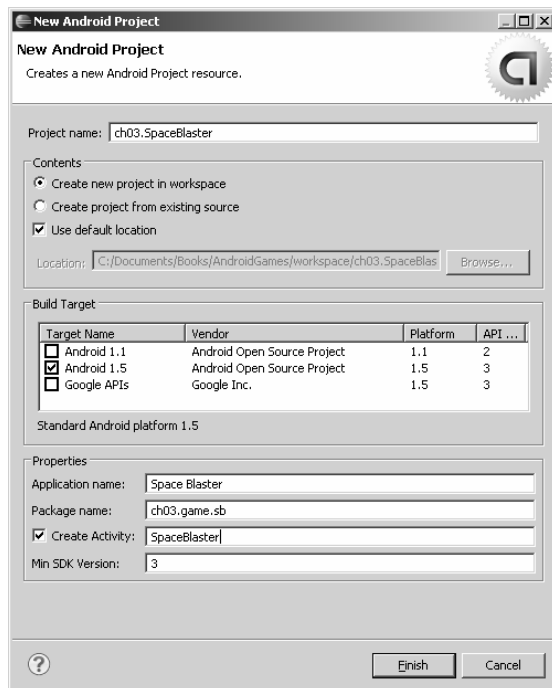 New Android Project
New Android Project
Creates a new Android Project resource.
Project name: ch03.SpaceBlaster
Contents
Create new project in workspace
Create project from existing source
Use default location
Location: C:/Documents/Books/AndroidGames/workspace/ch03.SpaceBlas Browse...
Build Target
Target Name Vendor Platform API ...
Android 1.1 Android Open Source Project 1.1 2
Android 1.5 Android Open Source Project 1.5 3
Google APIs Google Inc. 1.5 3
Standard Android platform 1.5
Properties
Application name: Space Blaster
Package name: ch03.game.sb
Create Activity: SpaceBlaster
Min SDK Version: 3
? Finish Cancel